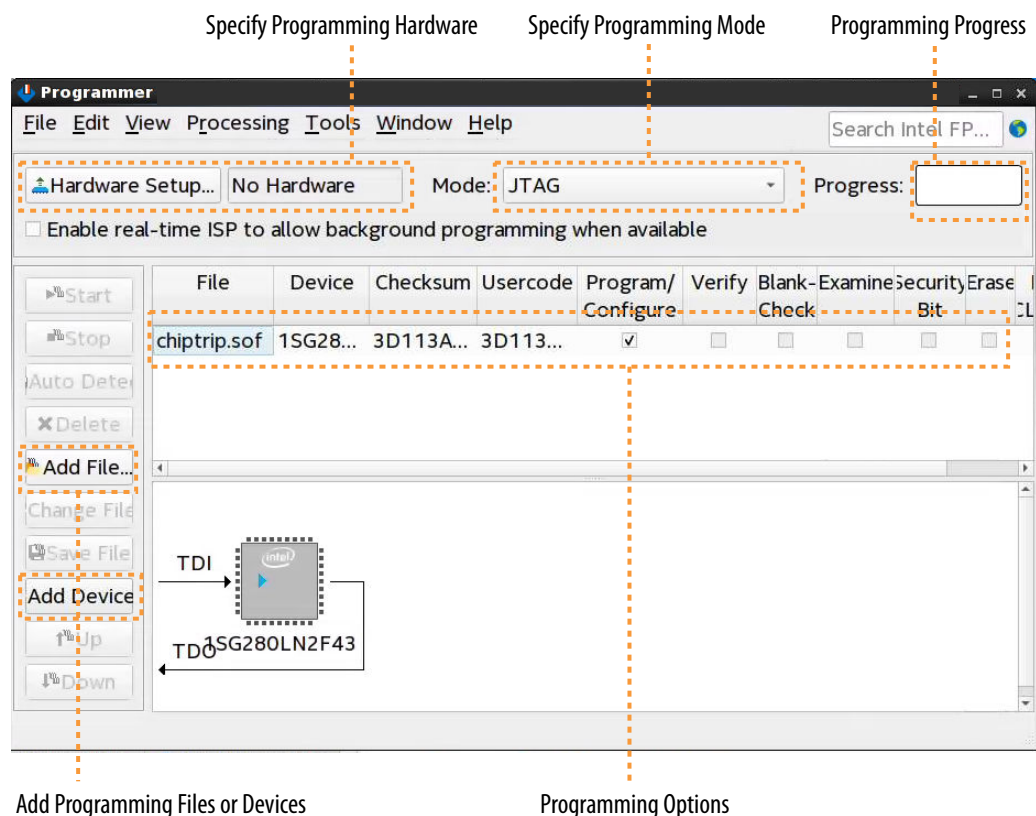 Specify Programming Hardware
Specify Programming Mode
Programming Progress
Programmer
File Edit View Processing Tools Window Help
Search Intel FP...
Hardware Setup...
No Hardware
Mode: JTAG
Progress:
Enable real-time ISP to allow background programming when available
Start
Stop
Auto Dete
Delete
Add File...
Change File
Save File
Add Device
Up
Down
File
Device
Checksum
Usercode
Program/
Configure
Verify
Blank-
Check
Examine
Security
Bit
Erase
chiptrip.sof 1SG28... 3D113A... 3D113...
TDI
intel
1SG280LN2F43
TDO
Add Programming Files or Devices
Programming Options